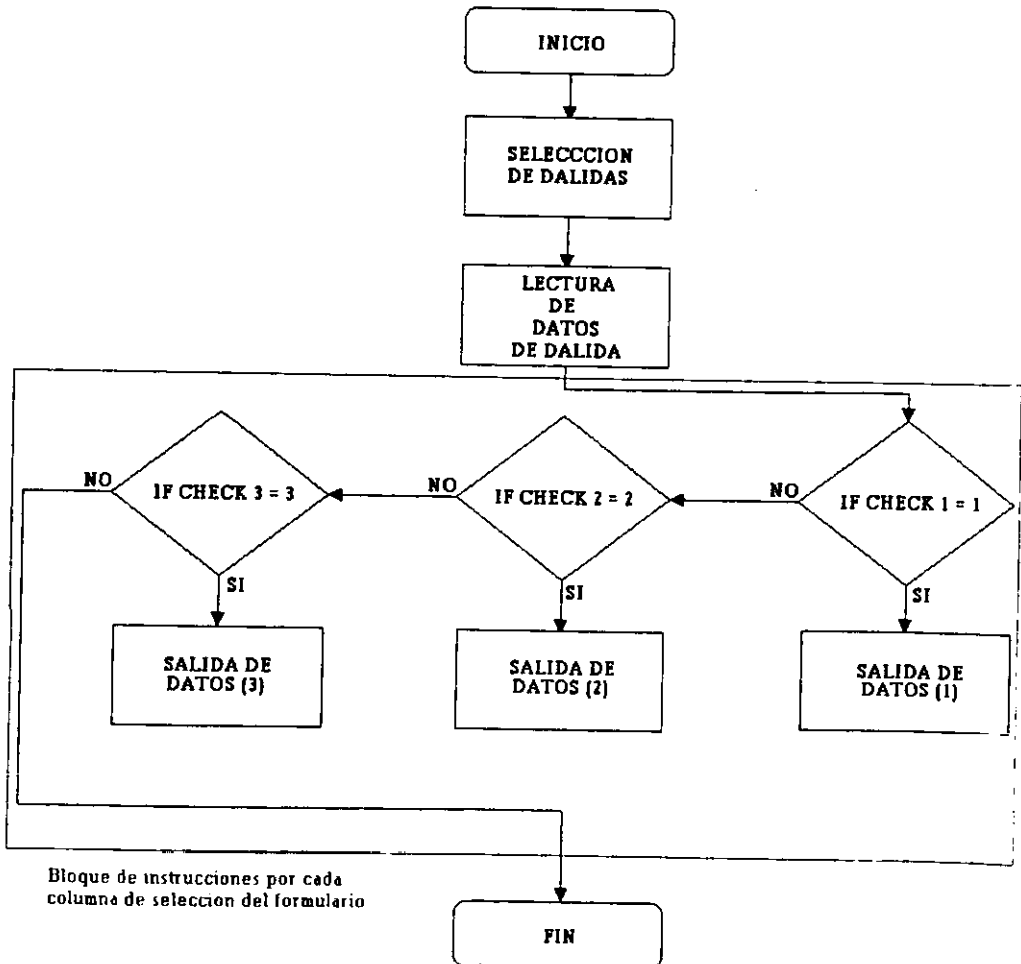 INICIO
SELECCCION
DE DALIDAS
LECTURA
DE
DATOS
DE DALIDA
NO
IF CHECK 3 = 3
NO
IF CHECK 2 = 2
NO
IF CHECK 1 = 1
SI
SI
SI
SALIDA DE
DATOS (3)
SALIDA DE
DATOS (2)
SALIDA DE
DATOS (1)
Bloque de instrucciones por cada
columna de seleccion del formulario
FIN